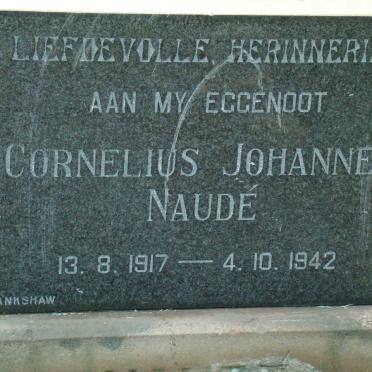 LIEFDEVOLLE HERINNERI
AAN MY EGGENOOT
CORNELIUS JOHANNE
NAUDÉ
13. 8. 1917 — 4. 10. 1942
ANKSHAW